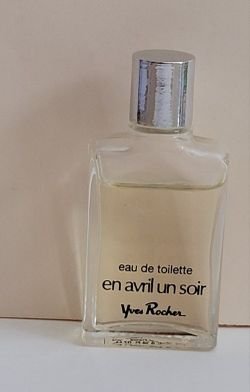 eau de toilette
en avril un soir
Yves Rocher